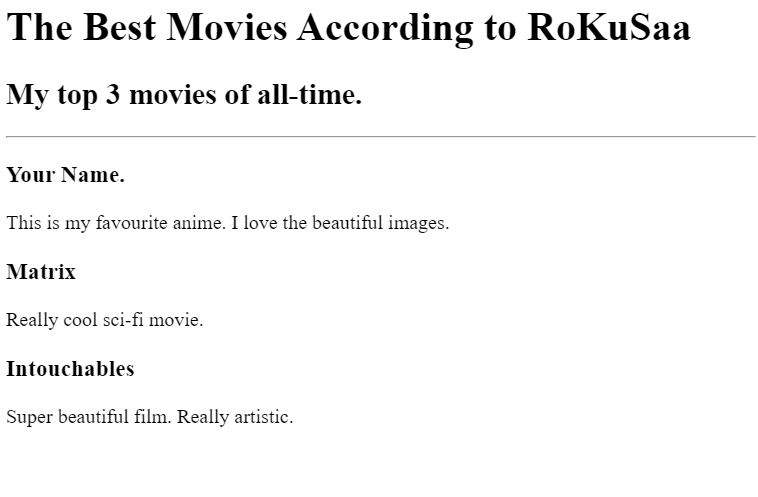 The Best Movies According to RoKuSaa
My top 3 movies of all-time.
Your Name.
This is my favourite anime. I love the beautiful images.
Matrix
Really cool sci-fi movie.
Intouchables
Super beautiful film. Really artistic.